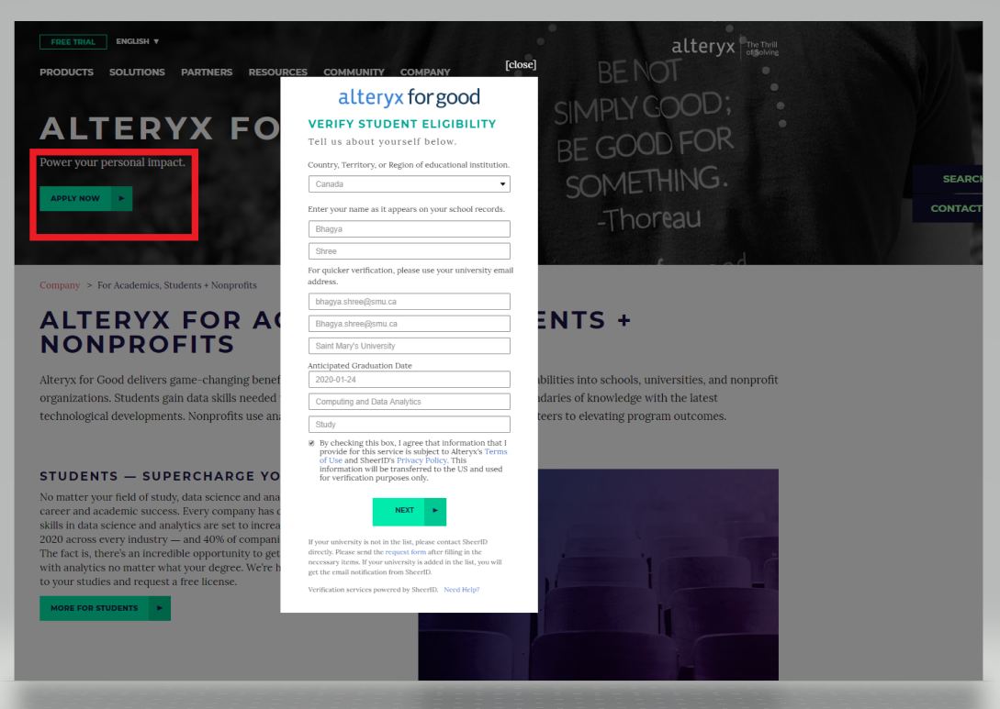 FREE TRIAL ENGLISH ▼
alteryx The Thrill
of Solving
PRODUCTS SOLUTIONS PARTNERS RESOURCES COMMUNITY COMPANY
[close]
ALTERYX FO
Power your personal impact.
APPLY NOW
BE NOT
SIMPLY GOOD;
BE GOOD FOR
SOMETHING.
-Thoreau
SEARC
CONTACT
Company > For Academics, Students + Nonprofits
ALTERYX FOR AC
ENTS +
NONPROFITS
Alteryx for Good delivers game-changing benef
abilities into schools, universities, and nonprofit
organizations. Students gain data skills needed
ndaries of knowledge with the latest
technological developments. Nonprofits use ana
teers to elevating program outcomes.
STUDENTS — SUPERCHARGE YO
No matter your field of study, data science and ana
career and academic success. Every company has d
skills in data science and analytics are set to increa
2020 across every industry — and 40% of compani
The fact is, there's an incredible opportunity to get
with analytics no matter what your degree. We're h
to your studies and request a free license.
MORE FOR STUDENTS
alteryx for good
VERIFY STUDENT ELIGIBILITY
Tell us about yourself below.
Country, Territory, or Region of educational institution.
Canada
Enter your name as it appears on your school records.
Bhagya
Shree
For quicker verification, please use your university email
address.
bhagya.shree@smu.ca
Bhagya.shree@smu.ca
Saint Mary's University
Anticipated Graduation Date
2020-01-24
Computing and Data Analytics
Study
By checking this box, I agree that information that I
provide for this service is subject to Alteryx's Terms
of Use and SheerID's Privacy Policy. This
information will be transferred to the US and used
for verification purposes only.
NEXT
If your university is not in the list, please contact SheerID
directly. Please send the request form after filling in the
necessary items. If your university is added in the list, you will
get the email notification from SheerID.
Verification services powered by SheerID. Need Help?